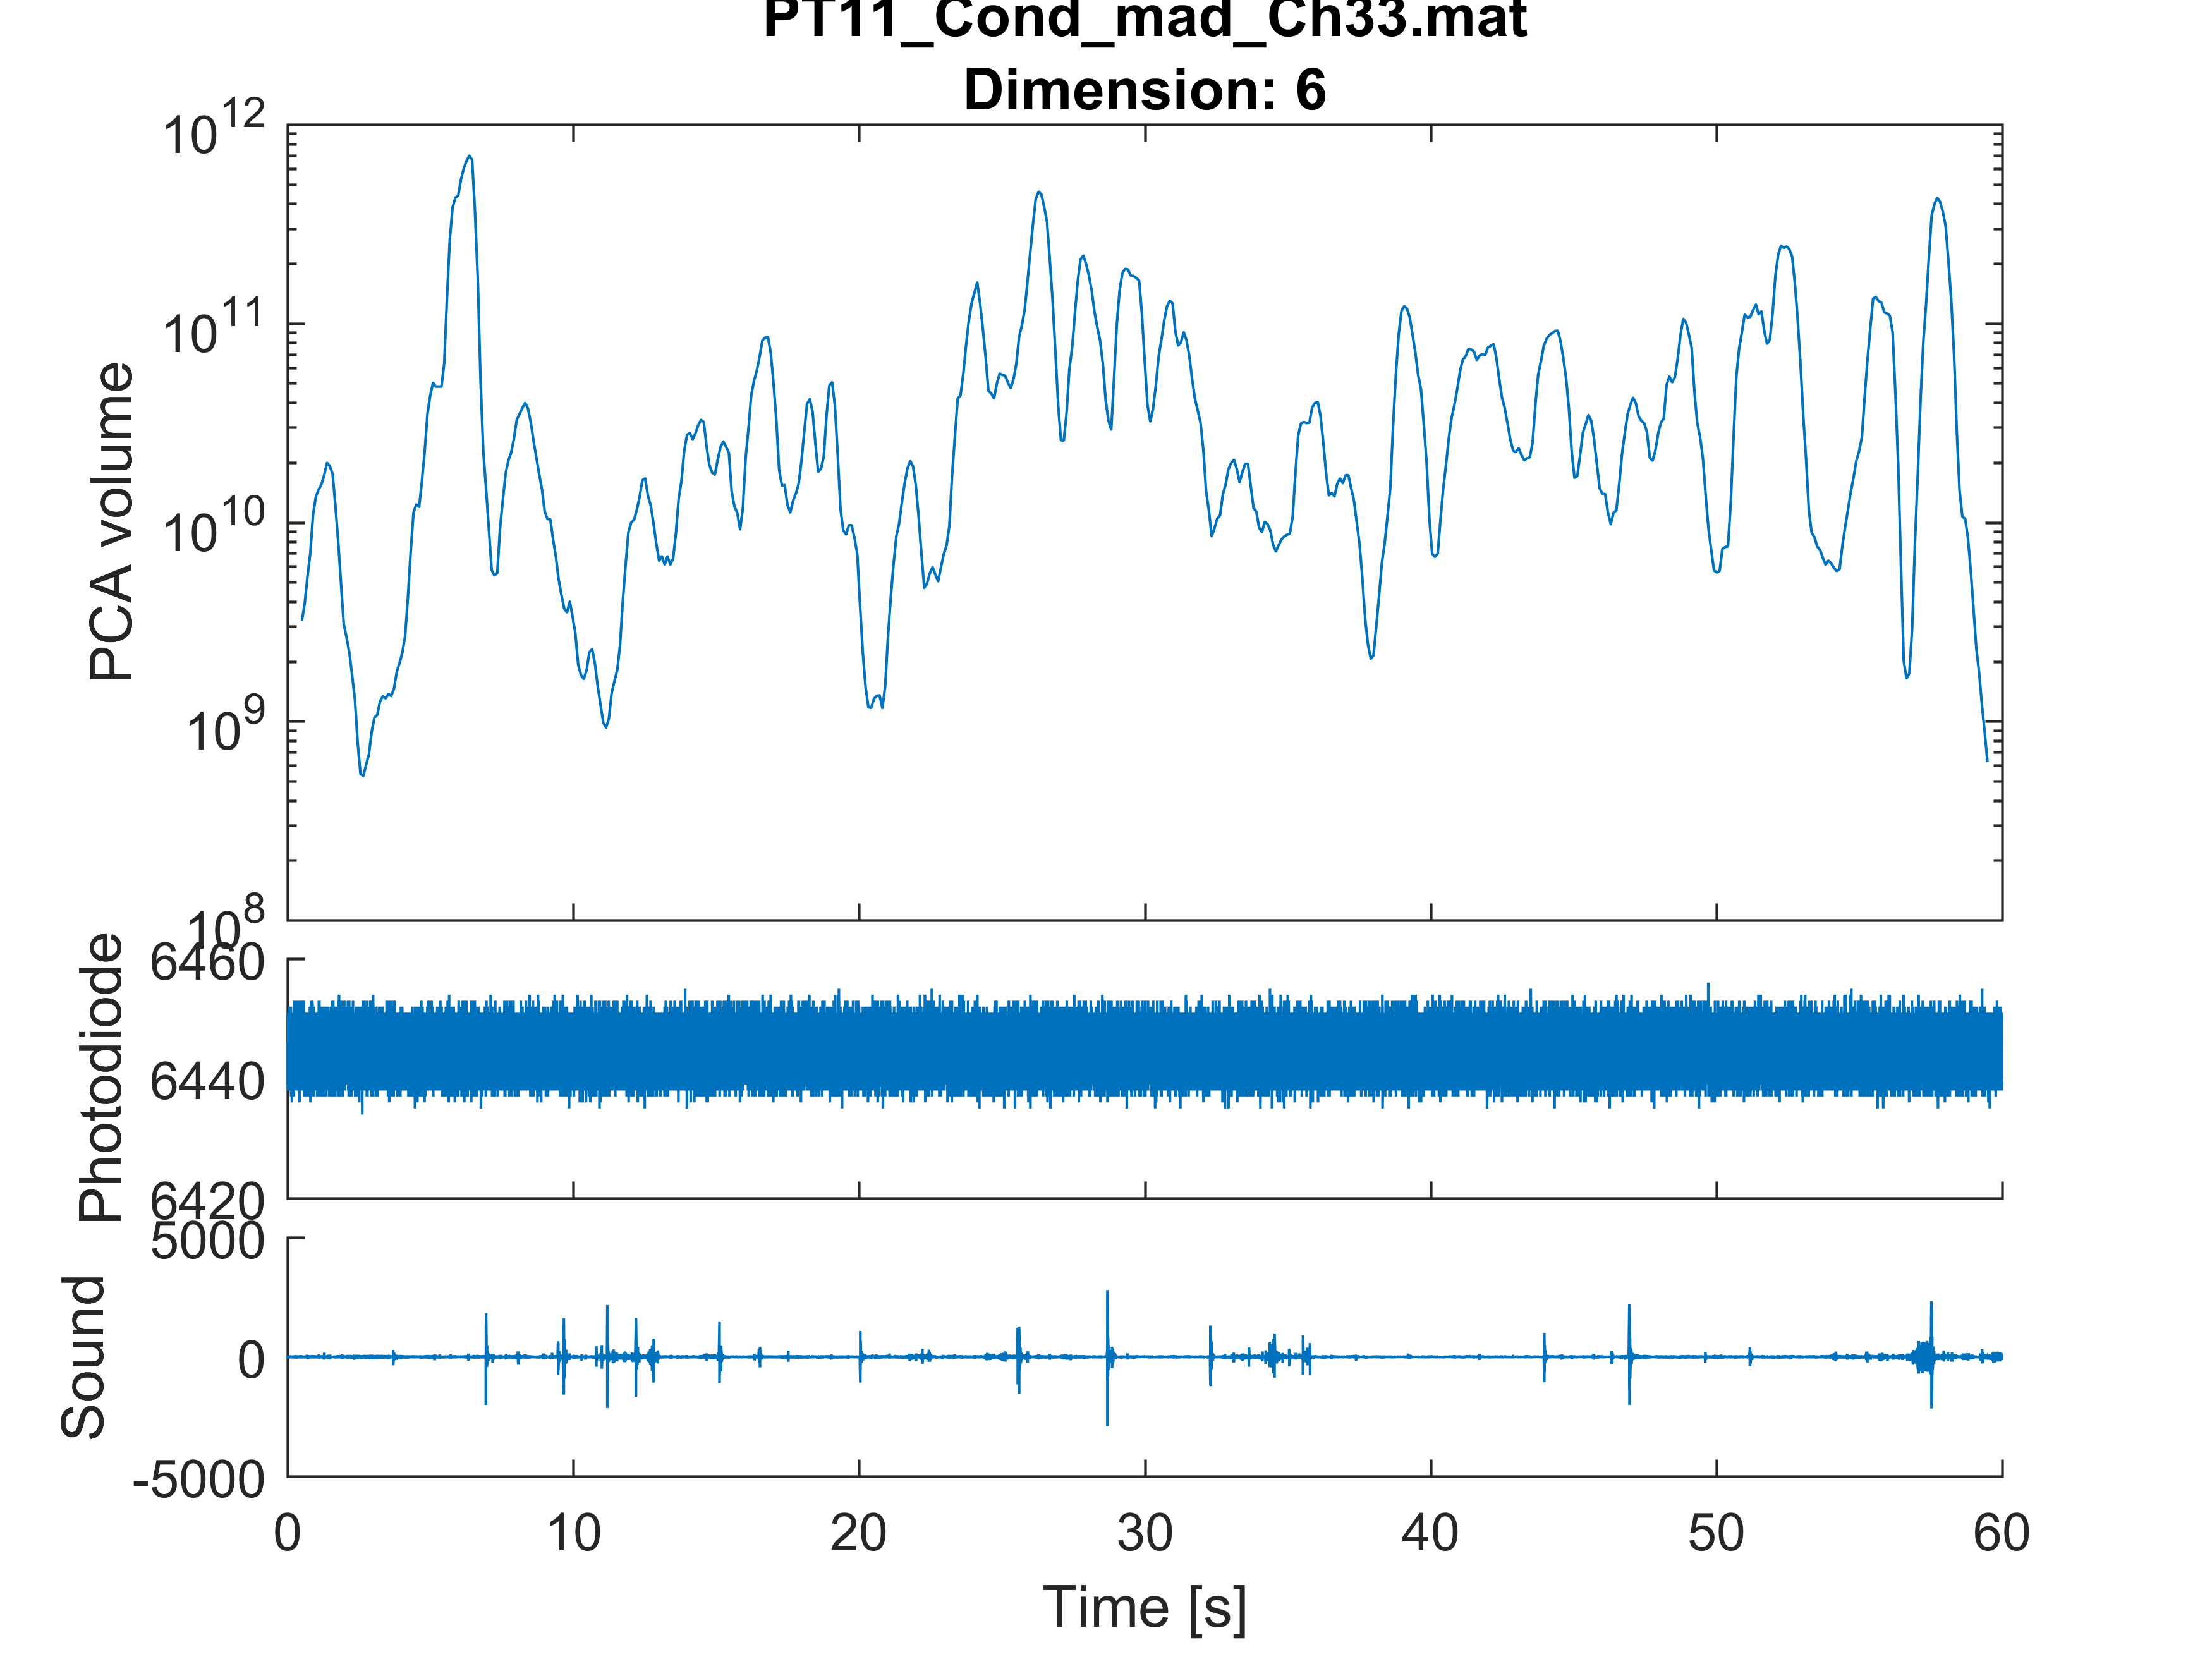 PT11_Cond_mad_Ch33.mat
Dimension: 6
10^12
10^11
10^10
10^9
10^8
PCA volume
6460
6440
6420
Photodiode
5000
0
-5000
Sound
0 10 20 30 40 50 60
Time [s]